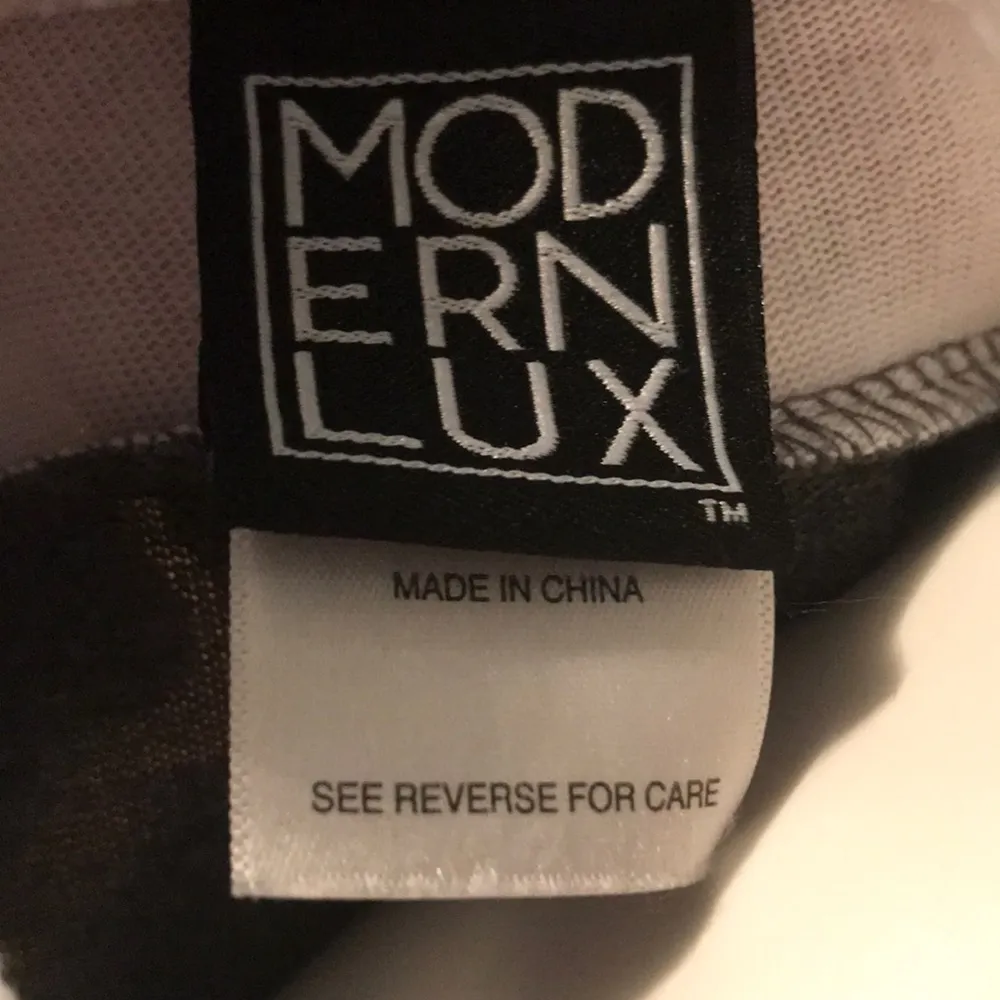 MOD
ERN
LUX
TM
MADE IN CHINA
SEE REVERSE FOR CARE